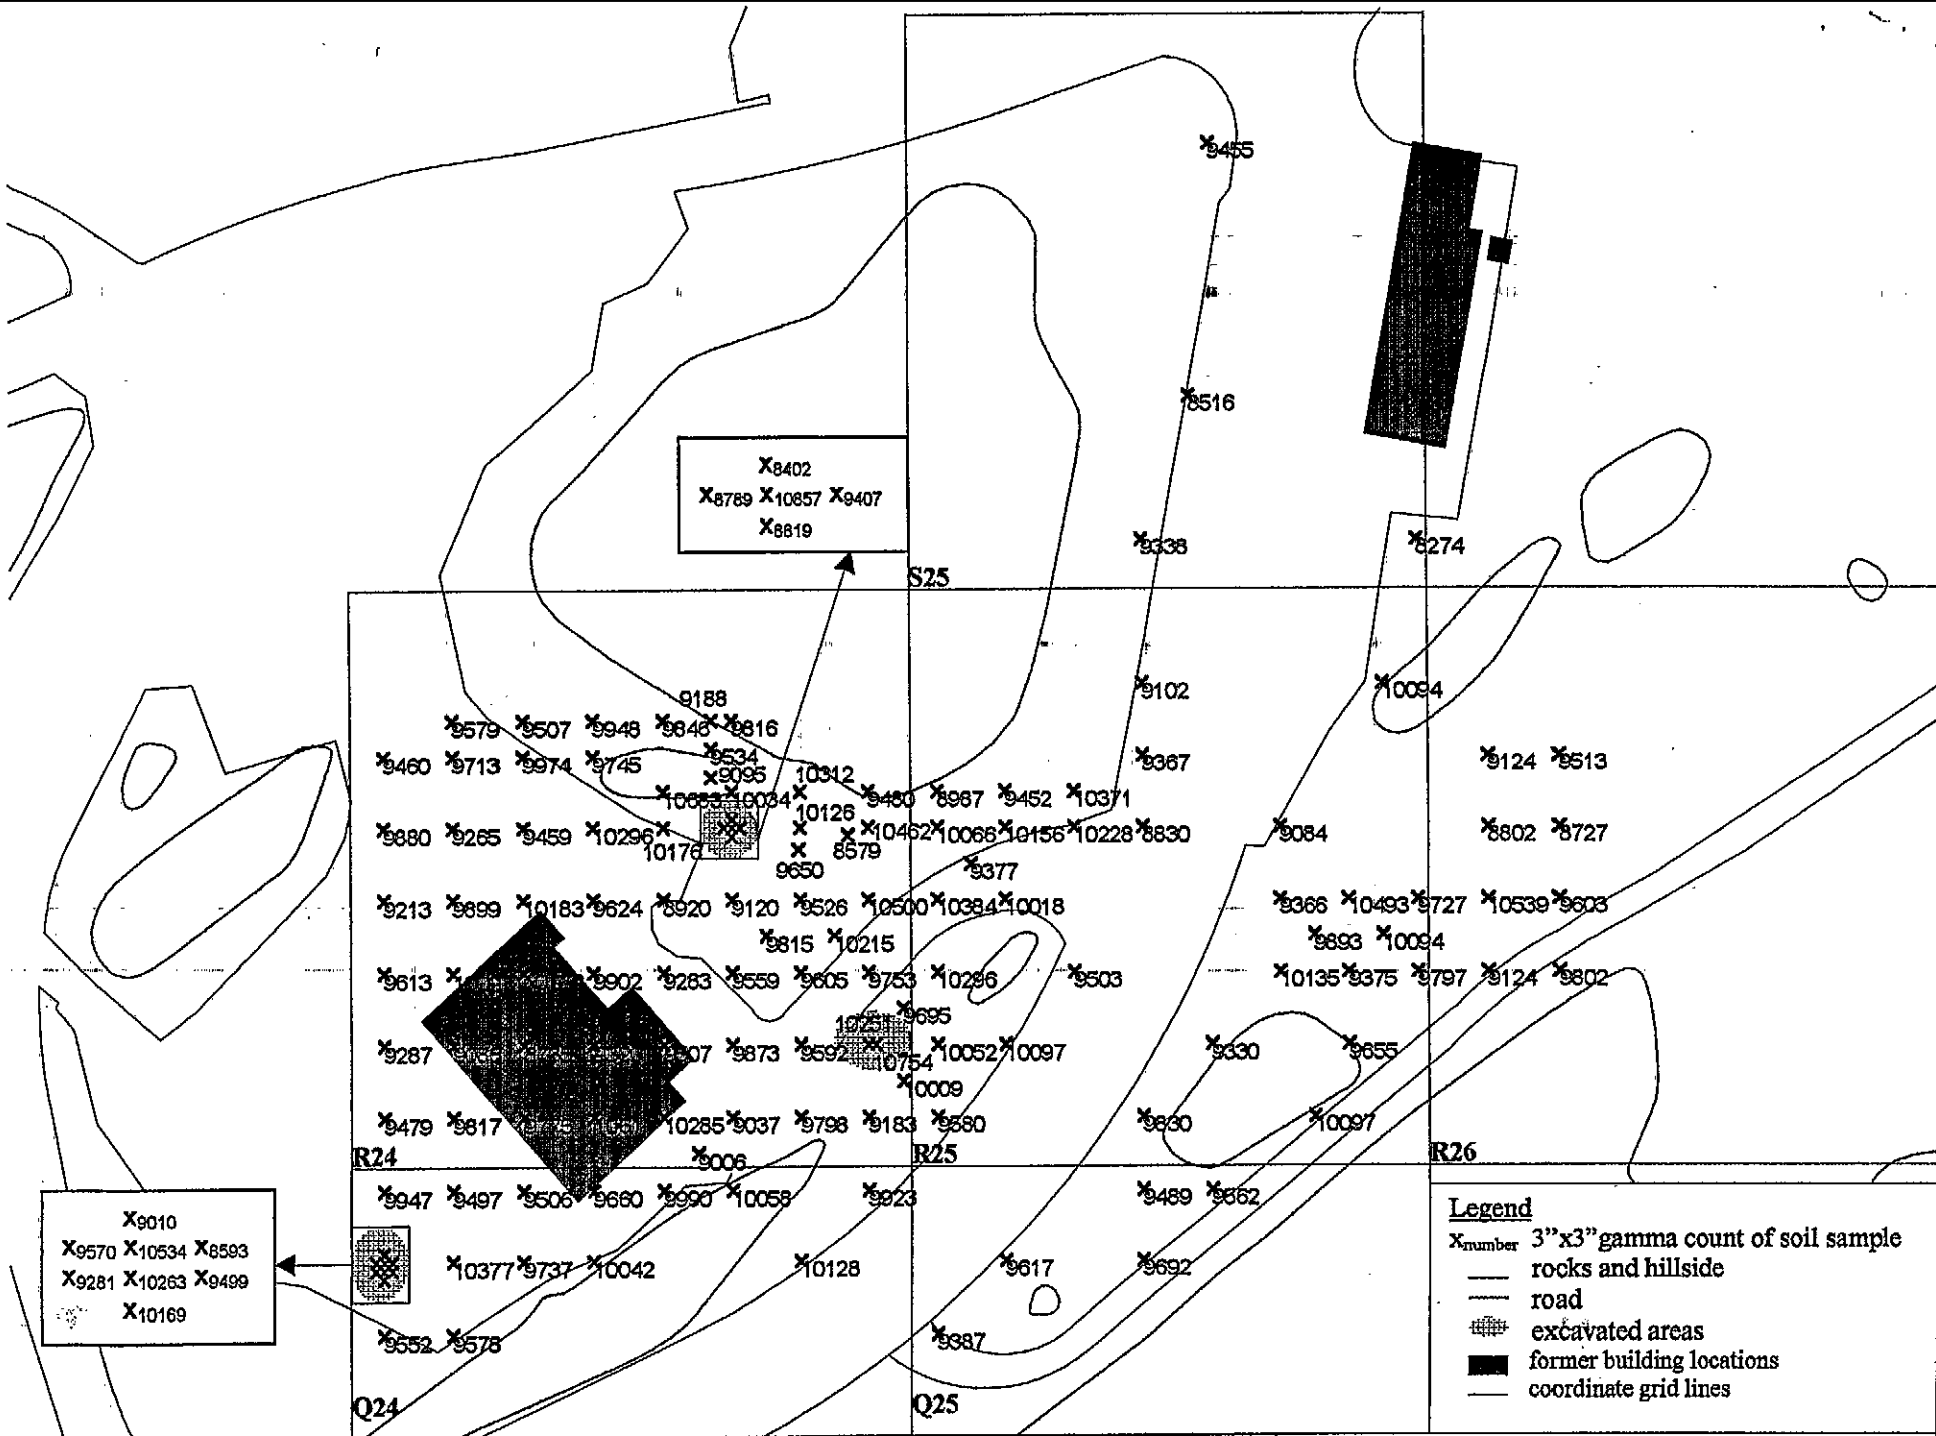 9455
8516
X8402
X8789 X10857 X9407
X8819
9338
8274
S25
9102
10094
9188
9579 9507 9948 9846 9816
9534
9460 9713 9974 9745
9095
10312
9367
9124 9513
10034 9480 8967 9452 10371
10126
9880 9265 9459 10296
10176
8579
10462 10066 10156 10228 8830
9084
8802 8727
9650
9377
9213 9899 10183 9624 8920 9120 9526 10500 10384 10018
9366 10493 9727 10539 9603
9815 10215
9893 10094
9613 9902 9283 9559 9605 9753 10296 9503
10135 9375 9797 9124 9802
9695
9287 9873 9592 10754 10052 10097
9330 9655
10009
9479 9817 10285 9037 9798 9183 9580
9830 10097
R24 9006 R25 R26
9947 9497 9506 9660 9990 10058 9923
9489 9862
X9010
X9570 X10534 X8593
X9281 X10263 X9499
X10169
10377 9737 10042 10128 9617 9692
9552 9578 9387
Q24 Q25
Legend
Xnumber 3"x3" gamma count of soil sample
rocks and hillside
road
excavated areas
former building locations
coordinate grid lines